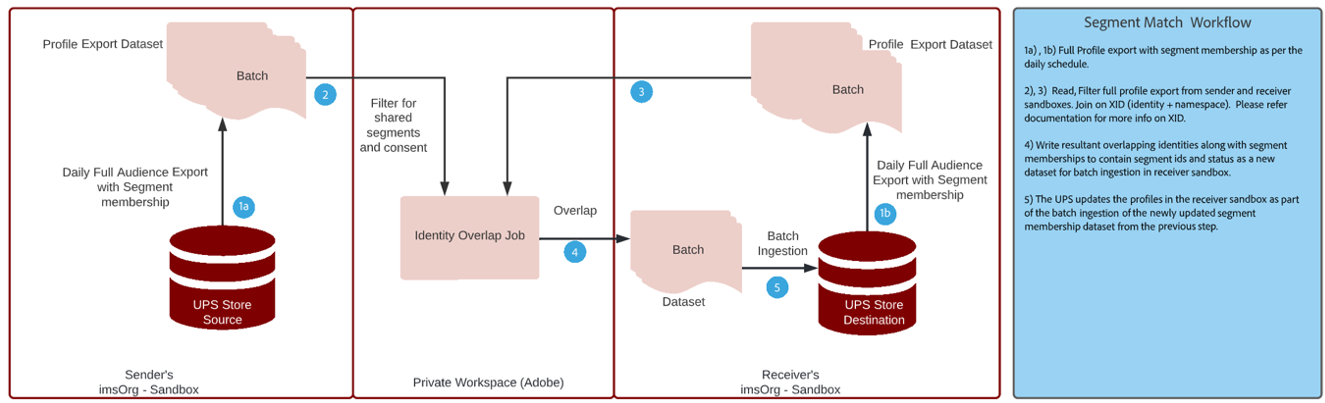 Profile Export Dataset
Batch
2
Filter for
shared
segments
and consent
3
Profile Export Dataset
Batch
Daily Full Audience Export
with Segment
membership
1a
Daily Full Audience
Export with Segment
membership
1b
Identity Overlap Job
Overlap
4
Batch
Dataset
Batch
Ingestion
5
UPS Store
Source
UPS Store
Destination
Sender's
imsOrg - Sandbox
Private Workspace (Adobe)
Receiver's
imsOrg - Sandbox
Segment Match Workflow
1a) , 1b) Full Profile export with segment membership as per the
daily schedule.
2), 3) Read, Filter full profile export from sender and receiver
sandboxes. Join on XID (identity + namespace). Please refer
documentation for more info on XID.
4) Write resultant overlapping identities along with segment
memberships to contain segment ids and status as a new
dataset for batch ingestion in receiver sandbox.
5) The UPS updates the profiles in the receiver sandbox as part
of the batch ingestion of the newly updated segment
membership dataset from the previous step.